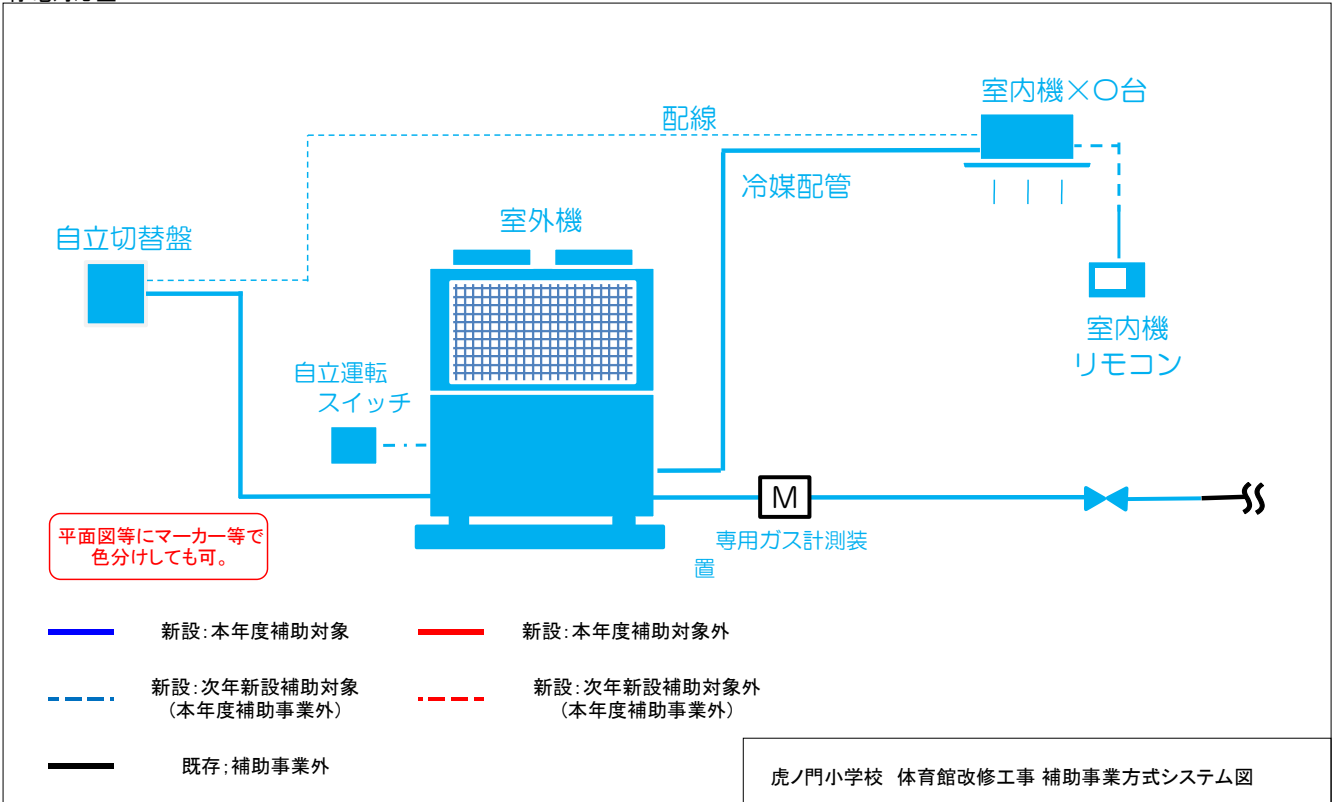 室内機×〇台
配線
冷媒配管
室外機
自立切替盤
室内機
リモコン
自立運転
スイッチ
M
専用ガス計測装
置
平面図等にマーカー等で
色分けしても可。
新設:本年度補助対象
新設:本年度補助対象外
新設:次年新設補助対象
(本年度補助事業外)
新設:次年新設補助対象外
(本年度補助事業外)
既存;補助事業外
虎ノ門小学校 体育館改修工事 補助事業方式システム図